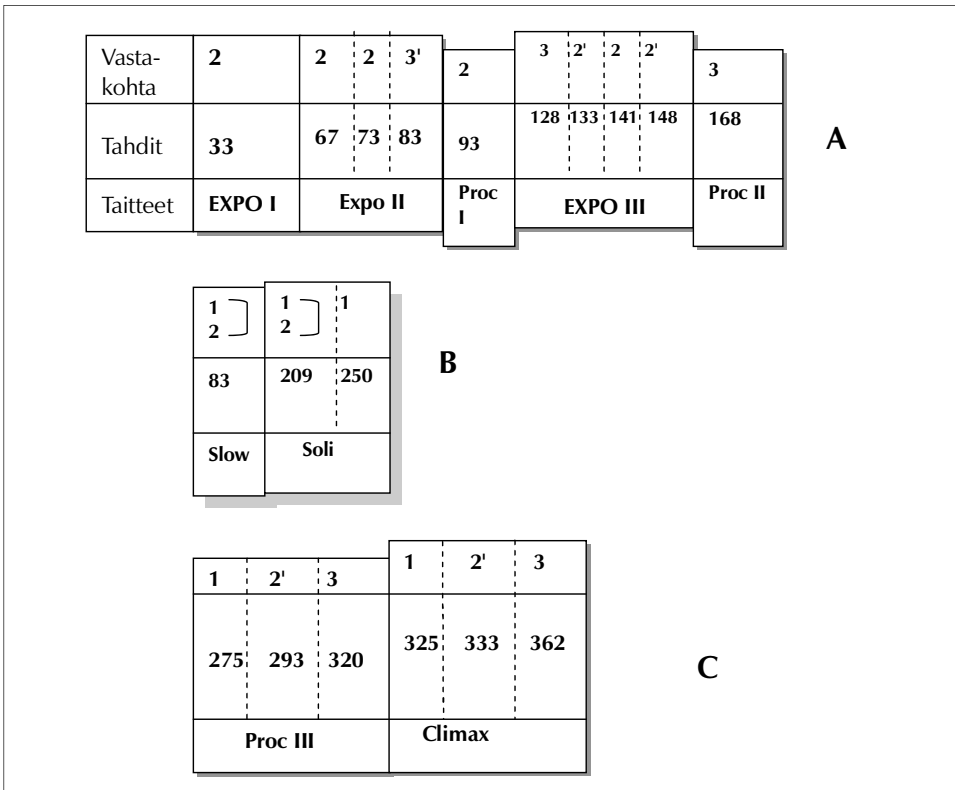 Vasta-
kohta
2
2 2 3'
2
3 2' 2 2'
3
Tahdit
33
67 73 83
93
128 133 141 148
168
A
Taitteet
EXPO I
Expo II
Proc
I
EXPO III
Proc II
1
2
1
2
1
83
209
250
B
Slow
Soli
1 2' 3
1 2' 3
275 293 320
325 333 362
C
Proc III
Climax